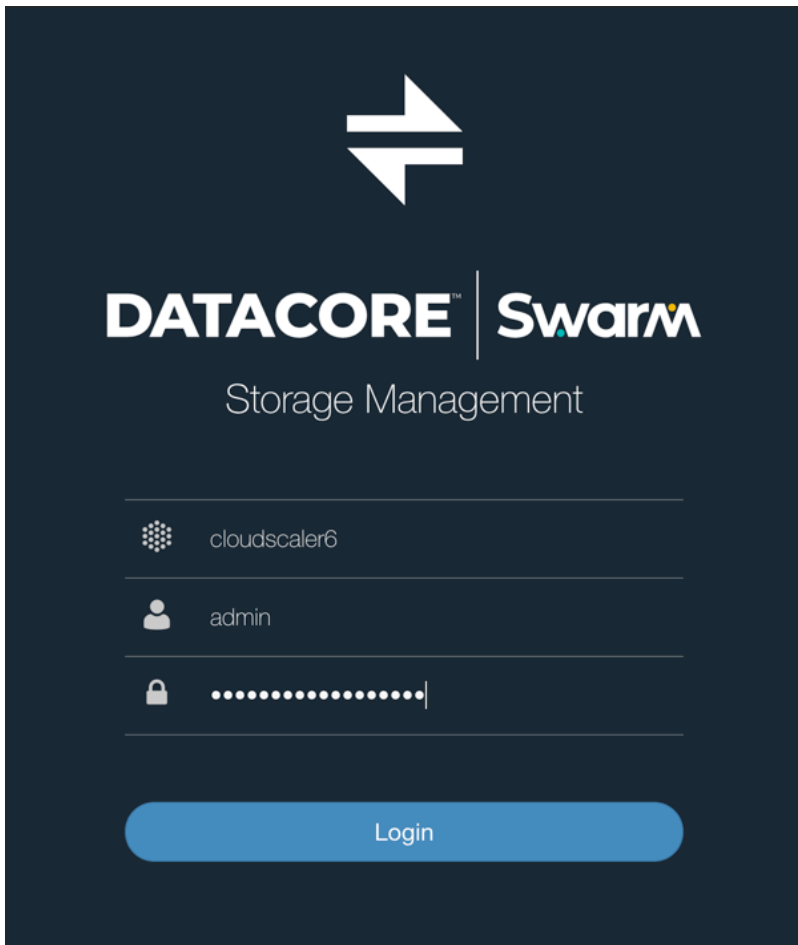 DATACORE™ | Swarm
Storage Management
cloudscaler6
admin
••••••••••••••••••
Login